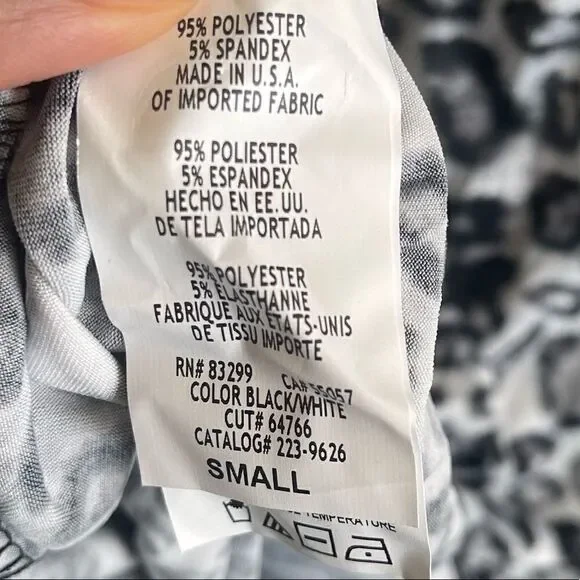 95% POLYESTER
5% SPANDEX
MADE IN U.S.A.
OF IMPORTED FABRIC
95% POLIESTER
5% ESPANDEX
HECHO EN EE.UU.
DE TELA IMPORTADA
95% POLYESTER
5% ELASTHANNE
FABRIQUE AUX ETATS-UNIS
DE TISSU IMPORTE
RN# 83299 CA# 55057
COLOR BLACK/WHITE
CUT# 64766
CATALOG# 223-9626
SMALL
TEMPERATURE